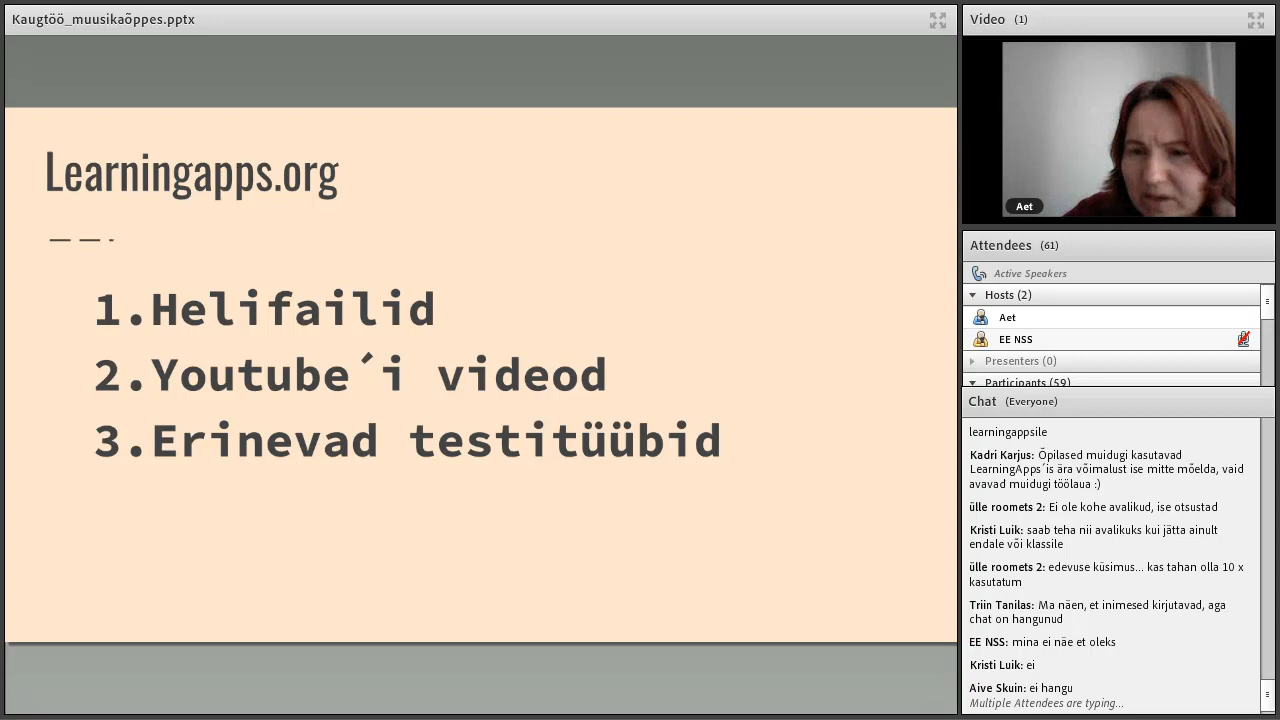 Kaugtöö_muusikaõppes.pptx
Learningapps.org
1.Helifailid
2.Youtube´i videod
3.Erinevad testitüübid
Video (1)
Aet
Attendees (61)
Active Speakers
Hosts (2)
Aet
EE NSS
Presenters (0)
Participants (59)
Chat (Everyone)
learningappsile
Kadri Karjus: Õpilased muidugi kasutavad
LearningApps´is ära võimalust ise mitte mõelda, vaid
avavad muidugi töölaua :)
ülle roomets 2: Ei ole kohe avalikud, ise otsustad
Kristi Luik: saab teha nii avalikuks kui jätta ainult
endale või klassile
ülle roomets 2: edevuse küsimus... kas tahan olla 10 x
kasutatum
Triin Tanilas: Ma näen, et inimesed kirjutavad, aga
chat on hangunud
EE NSS: mina ei näe et oleks
Kristi Luik: ei
Aive Skuin: ei hangu
Multiple Attendees are typing...